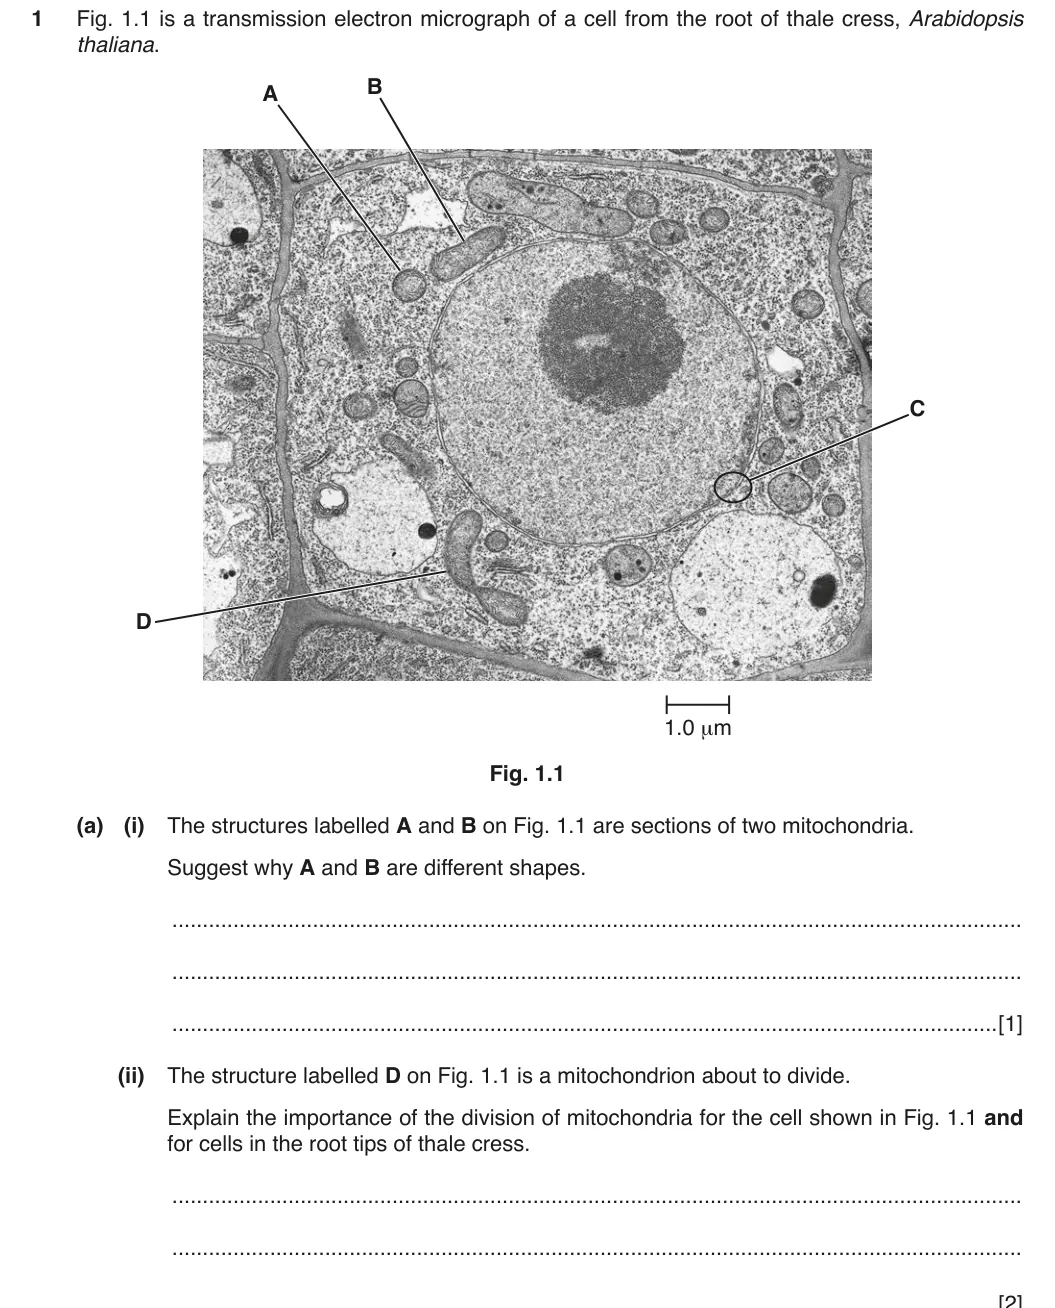 1 Fig. 1.1 is a transmission electron micrograph of a cell from the root of thale cress, Arabidopsis
thaliana.
A
B
C
D
1.0 μm
Fig. 1.1
(a) (i) The structures labelled A and B on Fig. 1.1 are sections of two mitochondria.
Suggest why A and B are different shapes.
...................................................................................................................................
...................................................................................................................................
...............................................................................................................................[1]
(ii) The structure labelled D on Fig. 1.1 is a mitochondrion about to divide.
Explain the importance of the division of mitochondria for the cell shown in Fig. 1.1 and
for cells in the root tips of thale cress.
...................................................................................................................................
...................................................................................................................................
[2]